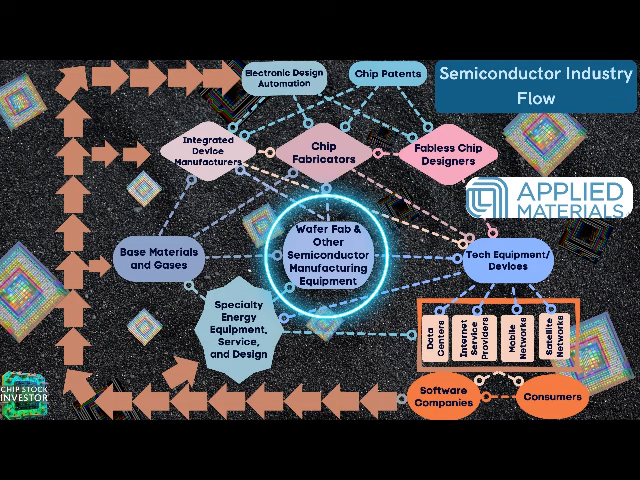 Semiconductor Industry
Flow
Electronic Design
Automation
Chip Patents
Integrated
Device
Manufacturers
Chip
Fabricators
Fabless Chip
Designers
APPLIED
MATERIALS
Base Materials
and Gases
Wafer Fab &
Other
Semiconductor
Manufacturing
Equipment
Tech Equipment/
Devices
Specialty
Energy
Equipment,
Service,
and Design
Data
Centers
Internet
Service
Providers
Mobile
Networks
Satellite
Networks
Software
Companies
Consumers
CHIP STOCK
INVESTOR